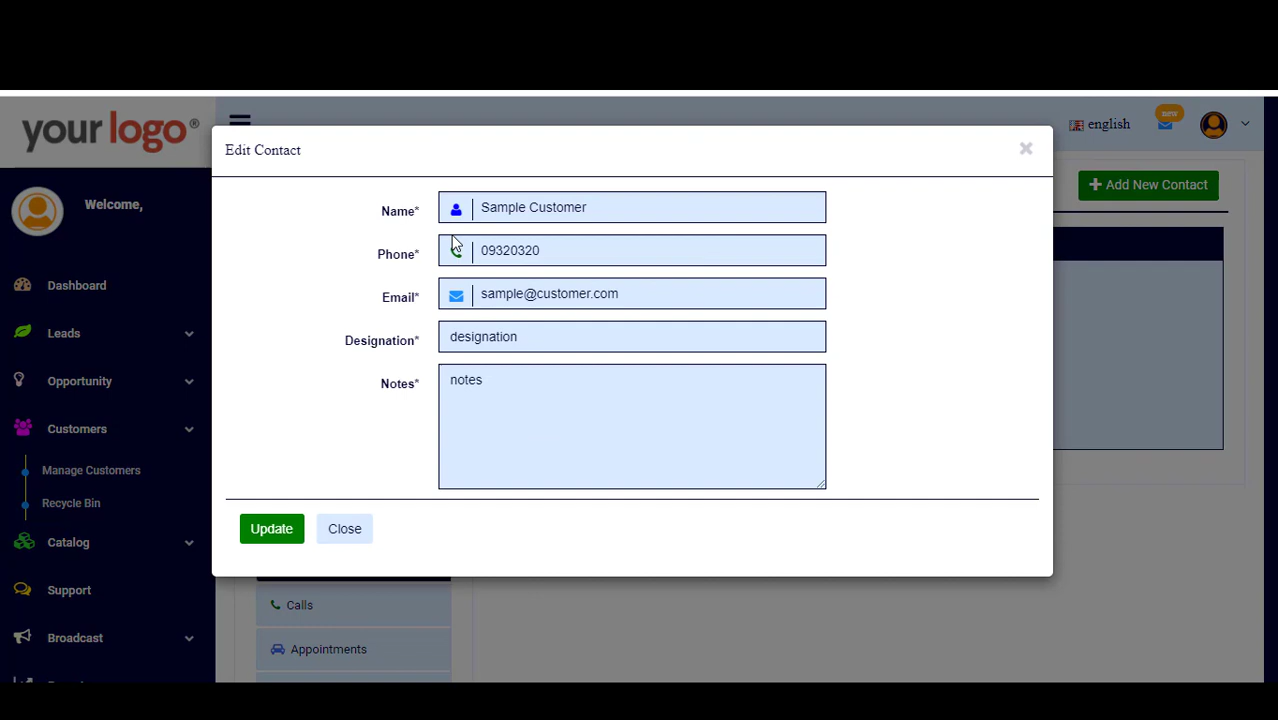 your logo®
english
new
Edit Contact
×
Add New Contact
Welcome,
Name*
Sample Customer
Phone*
09320320
Email*
sample@customer.com
Designation*
designation
Notes*
notes
Dashboard
Leads
Opportunity
Customers
Manage Customers
Recycle Bin
Catalog
Support
Broadcast
Update
Close
Calls
Appointments